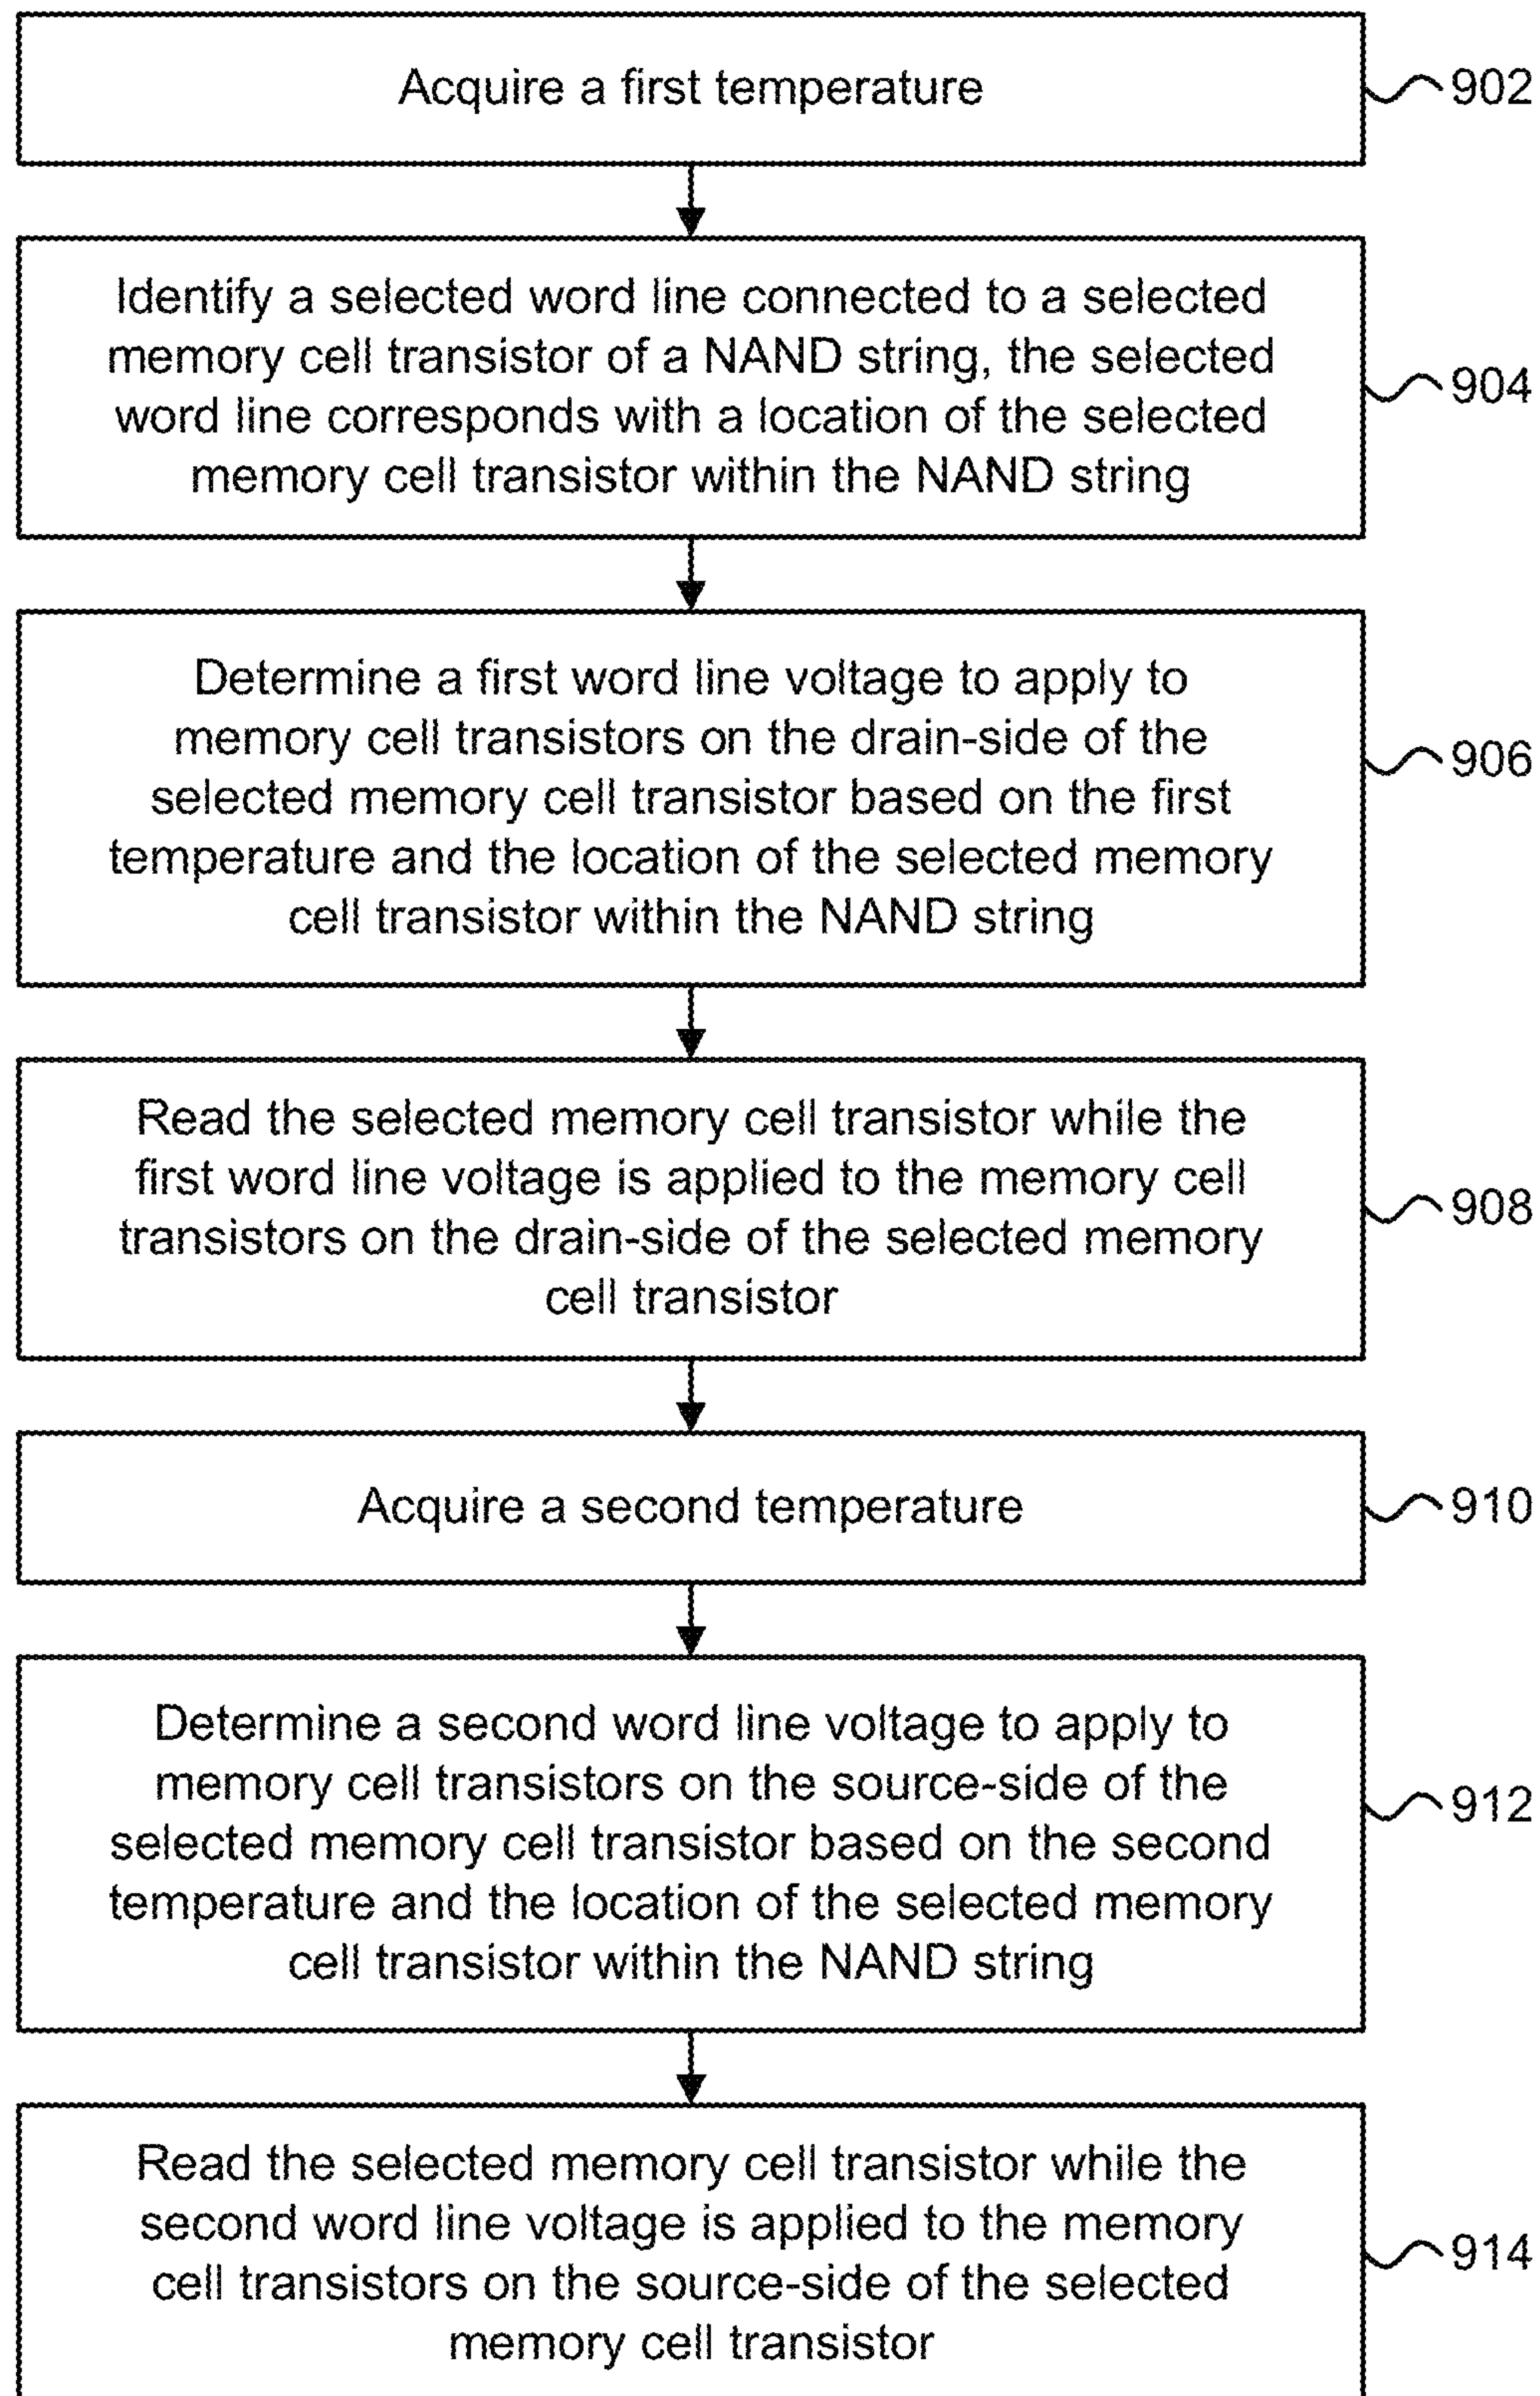 Acquire a first temperature
902
Identify a selected word line connected to a selected
memory cell transistor of a NAND string, the selected
word line corresponds with a location of the selected
memory cell transistor within the NAND string
904
Determine a first word line voltage to apply to
memory cell transistors on the drain-side of the
selected memory cell transistor based on the first
temperature and the location of the selected memory
cell transistor within the NAND string
906
Read the selected memory cell transistor while the
first word line voltage is applied to the memory cell
transistors on the drain-side of the selected memory
cell transistor
908
Acquire a second temperature
910
Determine a second word line voltage to apply to
memory cell transistors on the source-side of the
selected memory cell transistor based on the second
temperature and the location of the selected memory
cell transistor within the NAND string
912
Read the selected memory cell transistor while the
second word line voltage is applied to the memory
cell transistors on the source-side of the selected
memory cell transistor
914